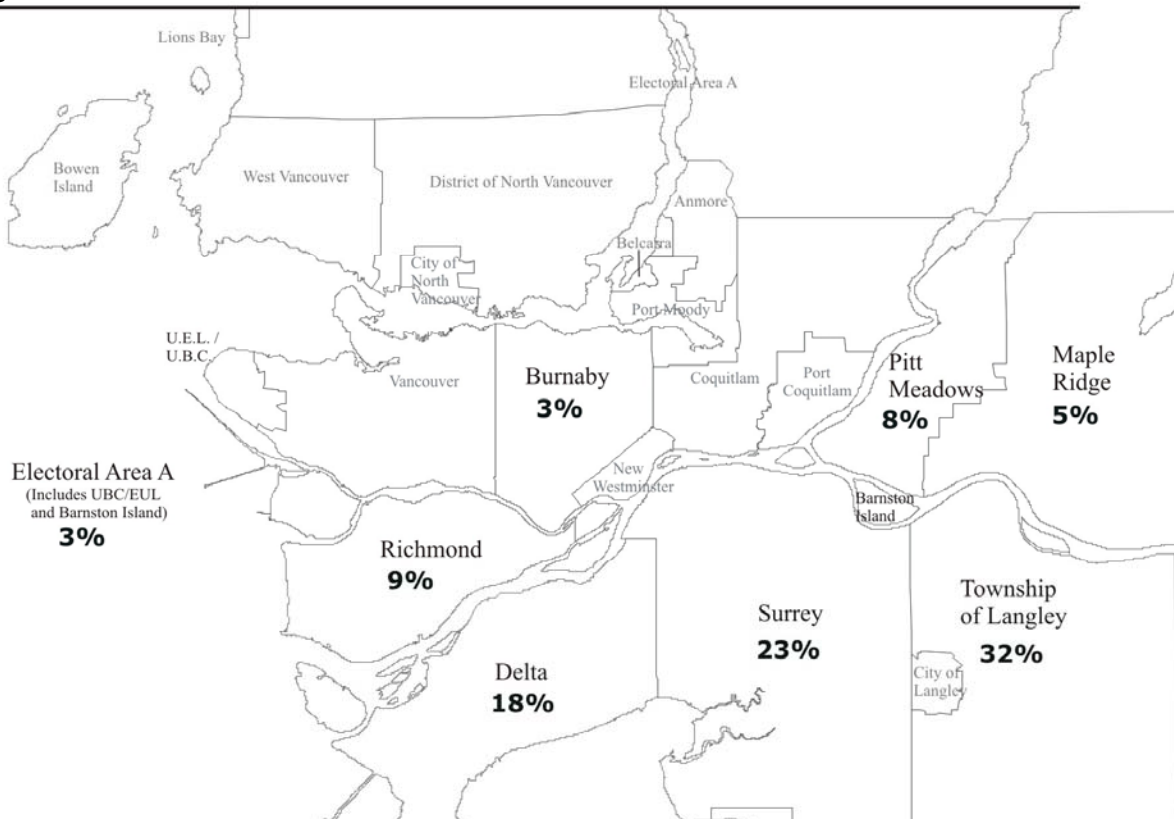 Lions Bay
Electoral Area A
Bowen
Island
West Vancouver
District of North Vancouver
Anmore
Belcarra
City of
North
Vancouver
Port Moody
U.E.L. /
U.B.C.
Vancouver
Burnaby
3%
Coquitlam
Port
Coquitlam
Pitt
Meadows
8%
Maple
Ridge
5%
Electoral Area A
(Includes UBC/EUL
and Barnston Island)
3%
New
Westminster
Barnston
Island
Richmond
9%
Surrey
23%
Township
of Langley
32%
City of
Langley
Delta
18%